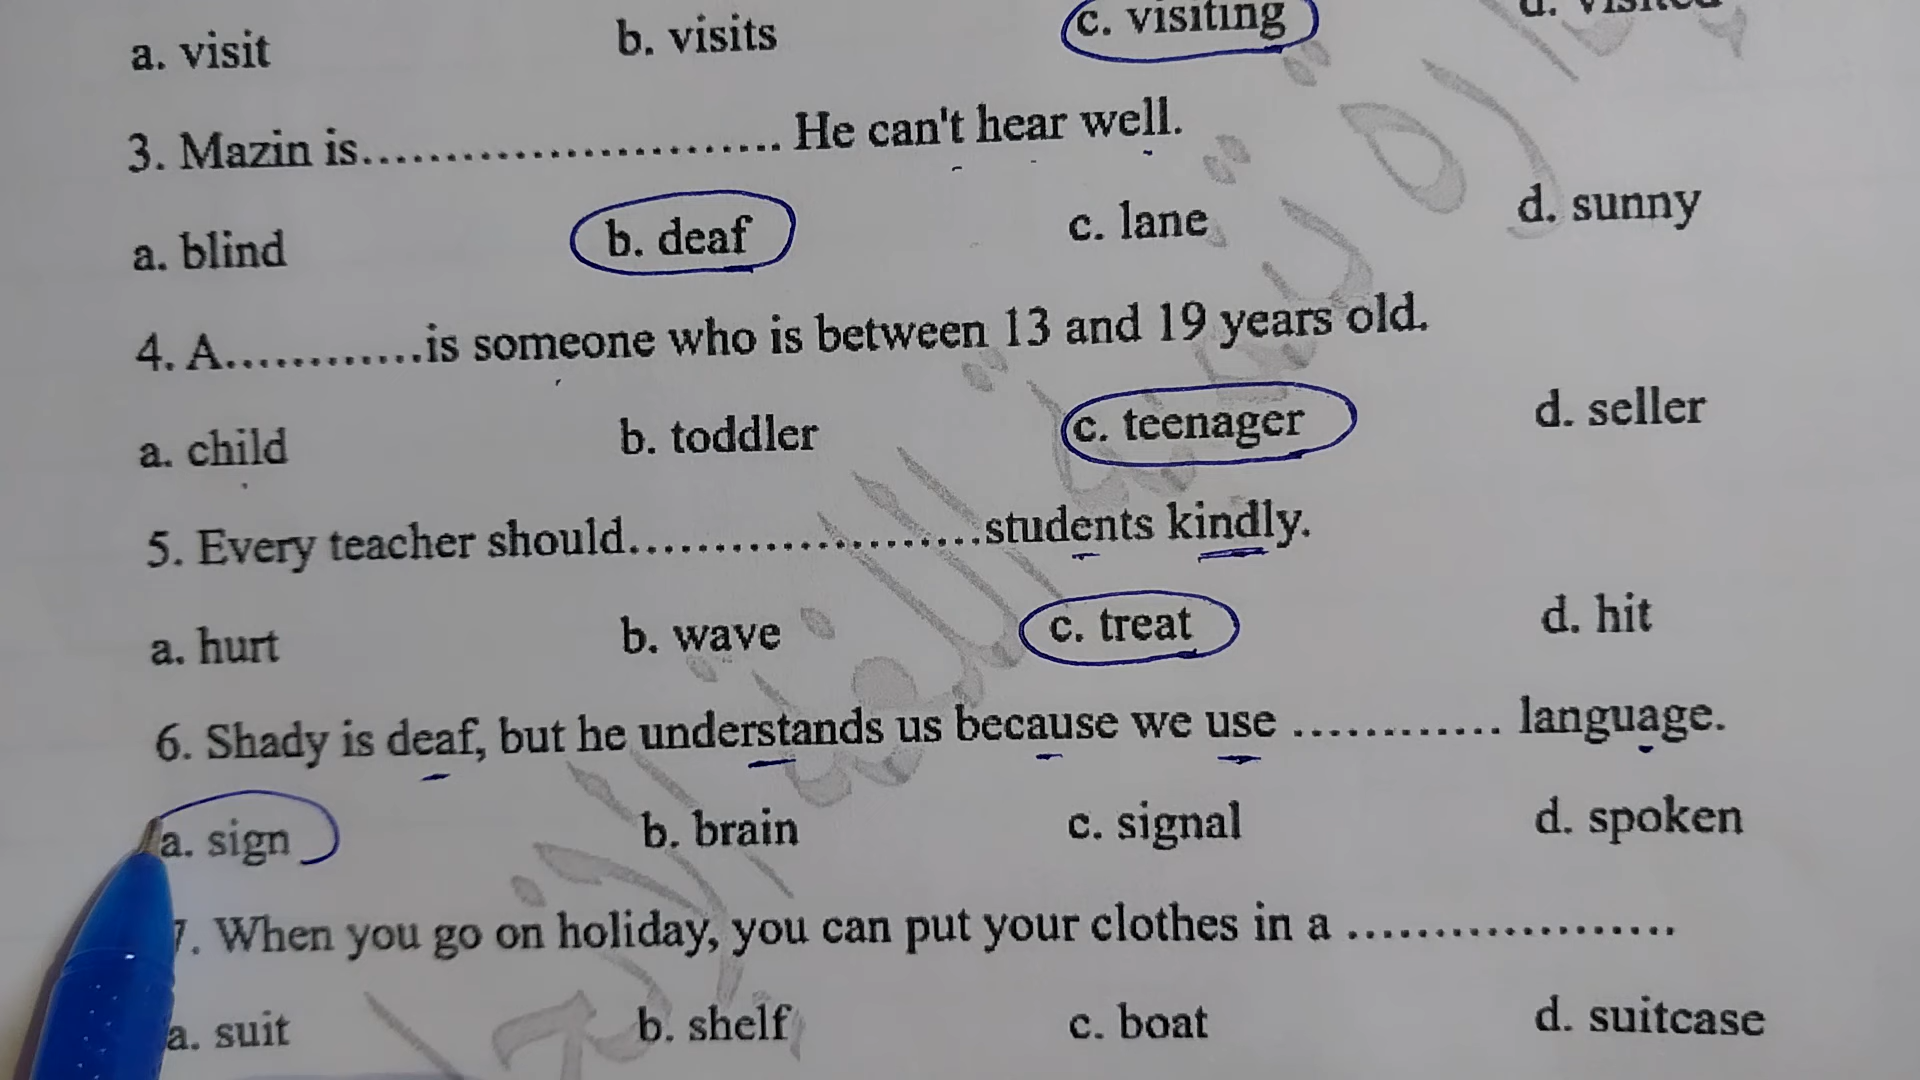 a. visit b. visits c. visiting d. visited
3. Mazin is........................... He can't hear well.
a. blind b. deaf c. lane d. sunny
4. A.............is someone who is between 13 and 19 years old.
a. child b. toddler c. teenager d. seller
5. Every teacher should.......................students kindly.
a. hurt b. wave c. treat d. hit
6. Shady is deaf, but he understands us because we use ............. language.
a. sign b. brain c. signal d. spoken
7. When you go on holiday, you can put your clothes in a ....................
a. suit b. shelf c. boat d. suitcase